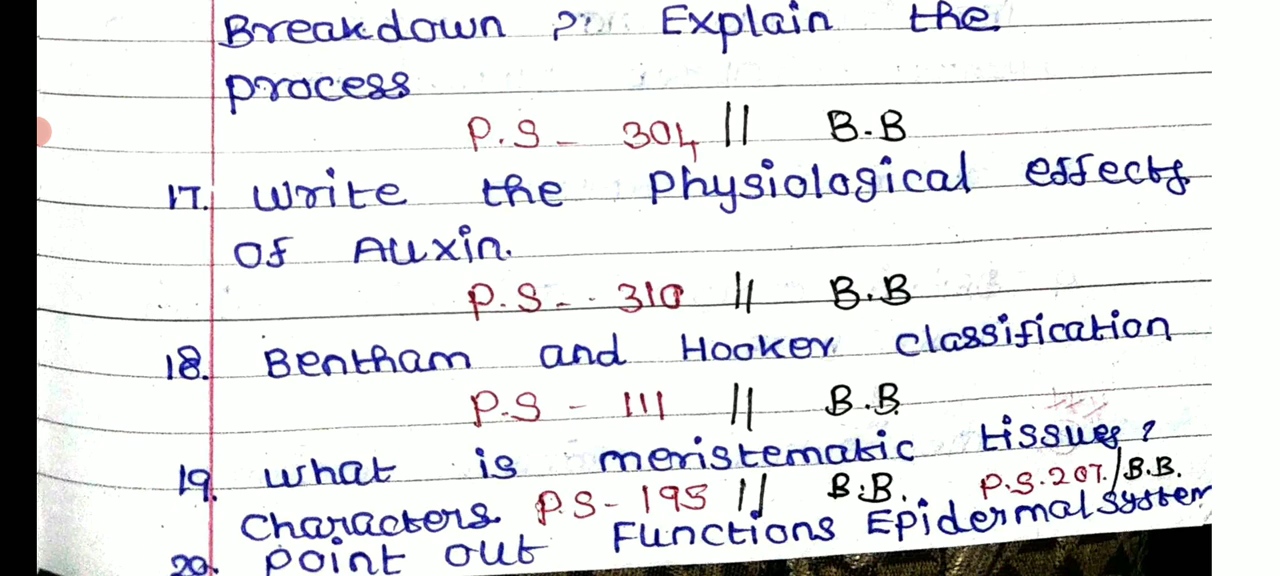 Breakdown ? Explain the
process
P.S - 304 || B.B
17. Write the Physiological effects
of Auxin.
P.S - 310 || B.B
18. Bentham and Hooker classification
P.S - 111 || B.B.
19. What is meristematic tissues?
Characters. P.S - 195 || B.B. P.S. 207. / B.B.
20. Point out Functions Epidermal System